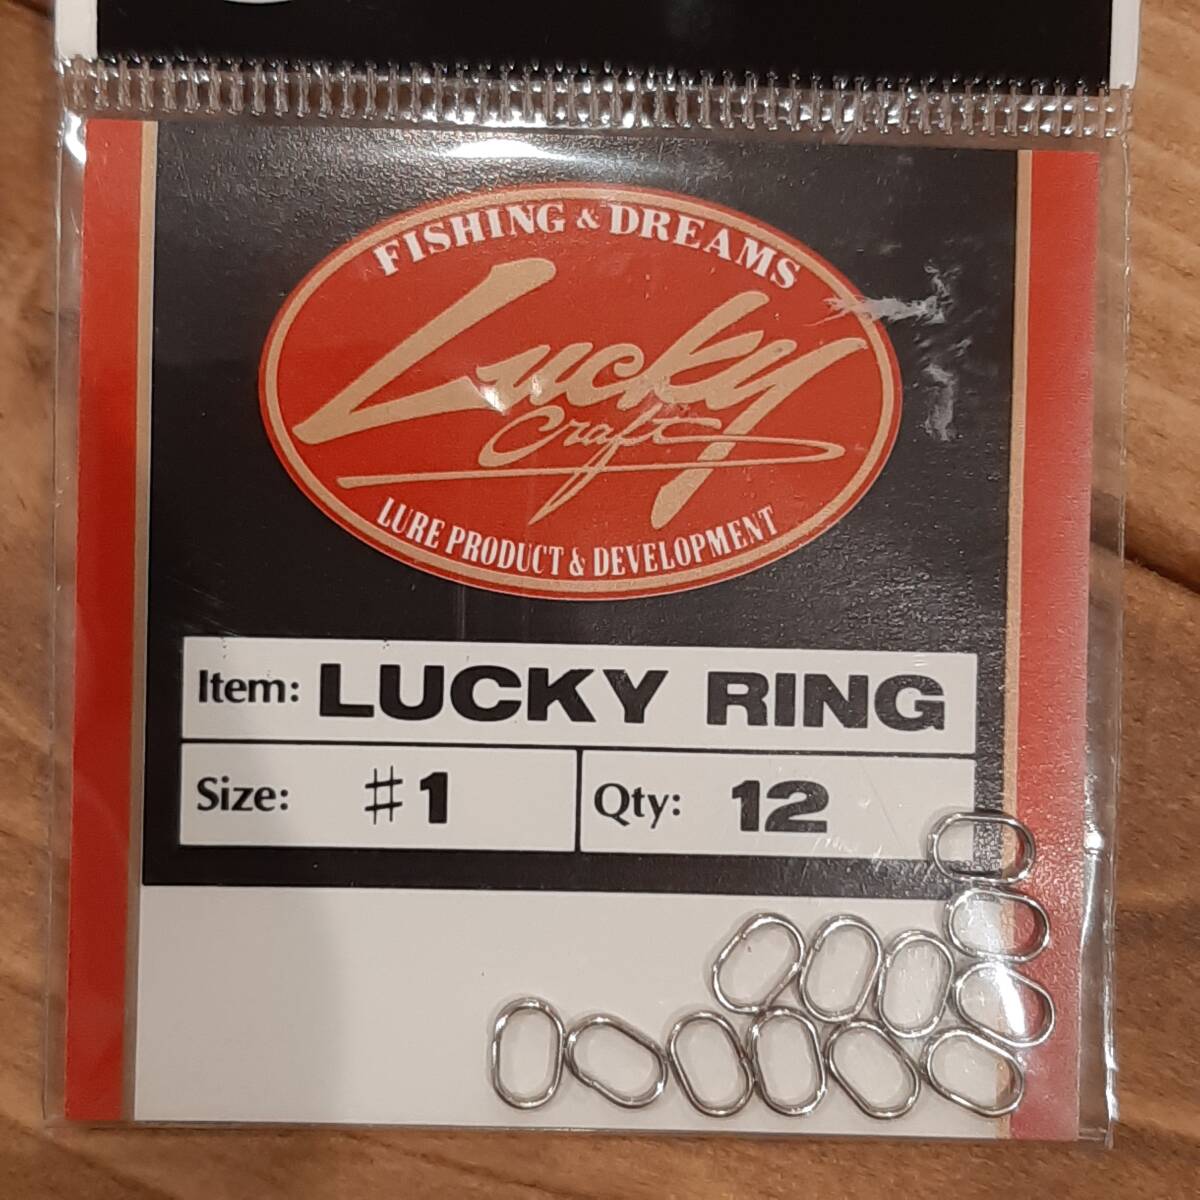 FISHING & DREAMS
Lucky
Craft
LURE PRODUCT & DEVELOPMENT
Item: LUCKY RING
Size: #1 Qty: 12